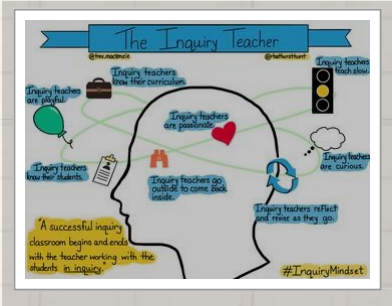 The Inquiry Teacher
@trev_mackenzie
@rbathursthunt
Inquiry teachers
know their curriculum.
Inquiry teachers
teach slow.
Inquiry teachers
are playful.
Inquiry teachers
are passionate.
Inquiry teachers
know their students.
Inquiry teachers go
outside to come back
inside.
Inquiry teachers
are curious.
Inquiry teachers reflect
and revise as they go.
"A successful inquiry
classroom begins and ends
with the teacher working with the
students in inquiry."
#InquiryMindset